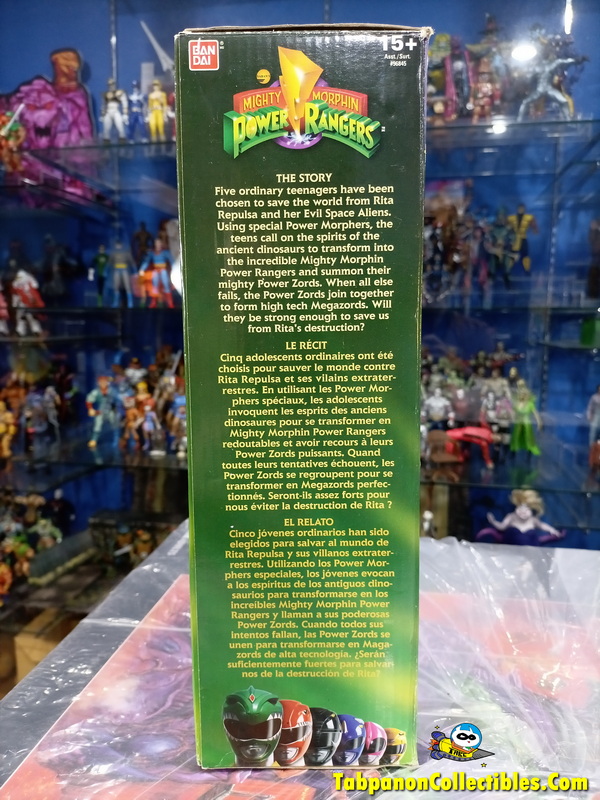 BAN
DAI
15+
Asst./Surt.
#96845
MIGHTY MORPHIN
POWER RANGERS
THE STORY
Five ordinary teenagers have been
chosen to save the world from Rita
Repulsa and her Evil Space Aliens.
Using special Power Morphers, the
teens call on the spirits of the
ancient dinosaurs to transform into
the incredible Mighty Morphin
Power Rangers and summon their
mighty Power Zords. When all else
fails, the Power Zords join together
to form high tech Megazords. Will
they be strong enough to save us
from Rita's destruction?
LE RÉCIT
Cinq adolescents ordinaires ont été
choisis pour sauver le monde contre
Rita Repulsa et ses vilains extrater-
restres. En utilisant les Power Mor-
phers spéciaux, les adolescents
invoquent les esprits des anciens
dinosaures pour se transformer en
Mighty Morphin Power Rangers
redoutables et avoir recours à leurs
Power Zords puissants. Quand
toutes leurs tentatives échouent, les
Power Zords se regroupent pour se
transformer en Megazords perfec-
tionnés. Seront-ils assez forts pour
nous éviter la destruction de Rita ?
EL RELATO
Cinco jóvenes ordinarios han sido
elegidos para salvar al mundo de
Rita Repulsa y sus villanos extrater-
restres. Utilizando los Power Mor-
phers especiales, los jóvenes evocan
a los espíritus de los antiguos dino-
saurios para transformarse en los
increíbles Mighty Morphin Power
Rangers y llaman a sus poderosas
Power Zords. Cuando todos sus
intentos fallan, las Power Zords se
unen para transformarse en Mega-
zords de alta tecnología. ¿Serán
suficientemente fuertes para salvar-
nos de la destrucción de Rita?
TabpanonCollectibles.Com